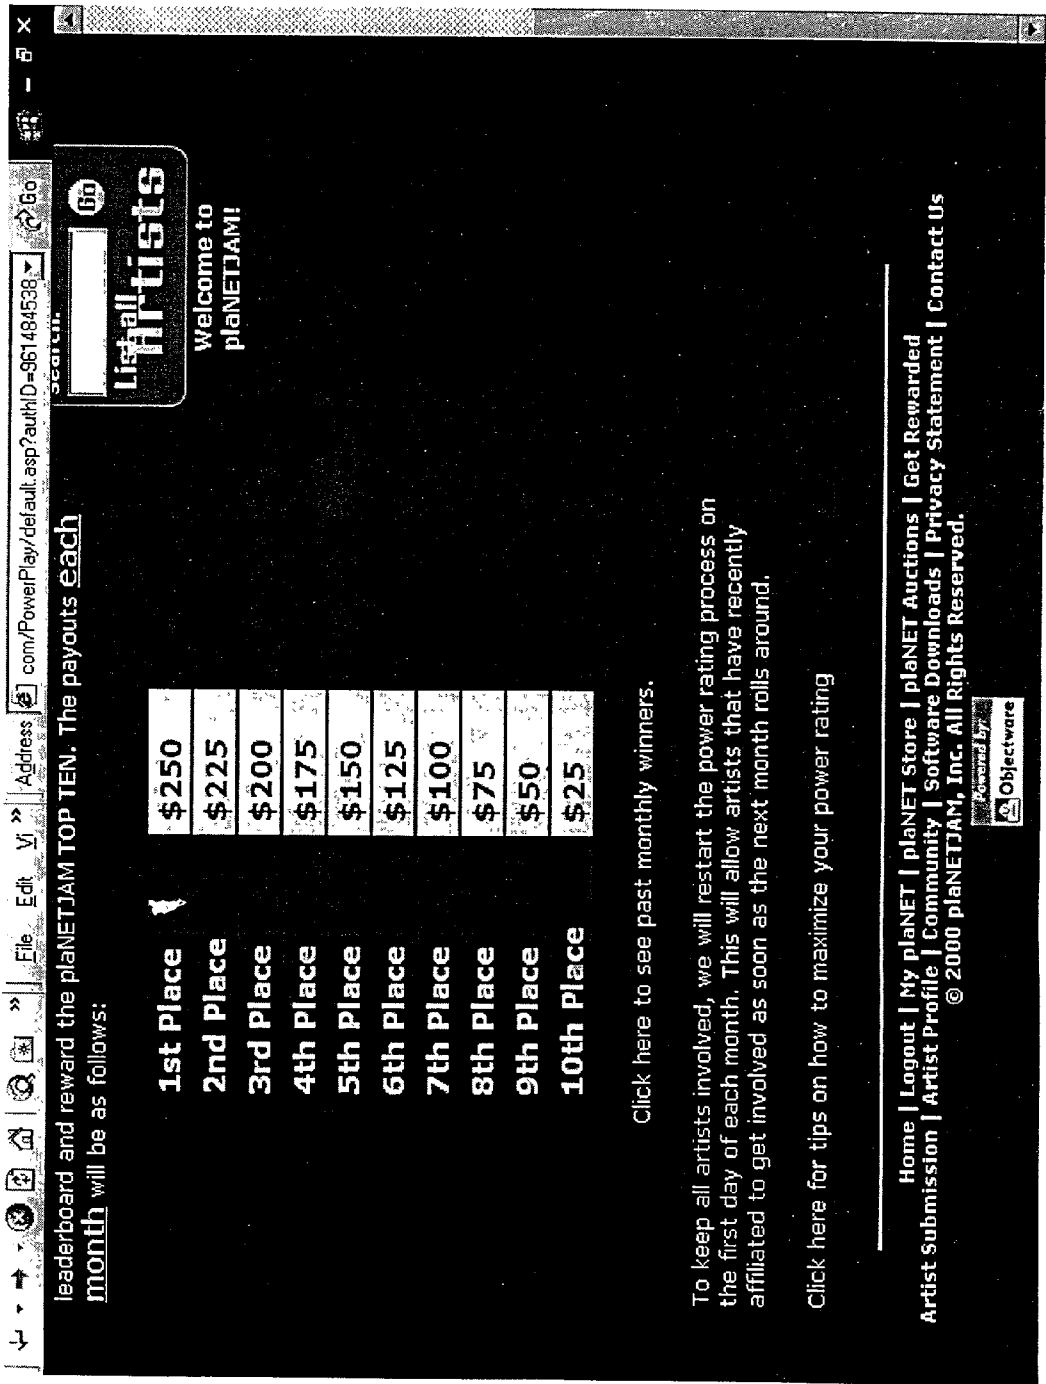 File Edit Vi » Address com/PowerPlay/default.asp?authID=961484538 Go
search:
Go
List all
Artists
Welcome to
plaNETJAM!
leaderboard and reward the plaNETJAM TOP TEN. The payouts each
month will be as follows:
1st Place $250
2nd Place $225
3rd Place $200
4th Place $175
5th Place $150
6th Place $125
7th Place $100
8th Place $75
9th Place $50
10th Place $25
Click here to see past monthly winners.
To keep all artists involved, we will restart the power rating process on
the first day of each month. This will allow artists that have recently
affiliated to get involved as soon as the next month rolls around.
Click here for tips on how to maximize your power rating
Home | Logout | My plaNET | plaNET Store | plaNET Auctions | Get Rewarded
Artist Submission | Artist Profile | Community | Software Downloads | Privacy Statement | Contact Us
© 2000 plaNETJAM, Inc. All Rights Reserved.
Powered by:
Objectware